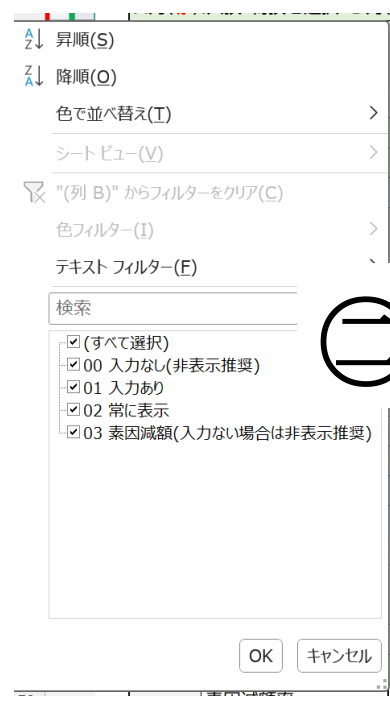 昇順(S)
降順(O)
色で並べ替え(T)
シート ビュー(V)
"(列 B)" からフィルターをクリア(C)
色フィルター(I)
テキスト フィルター(F)
検索
(すべて選択)
00 入力なし(非表示推奨)
01 入力あり
02 常に表示
03 素因減額(入力ない場合は非表示推奨)
OK キャンセル